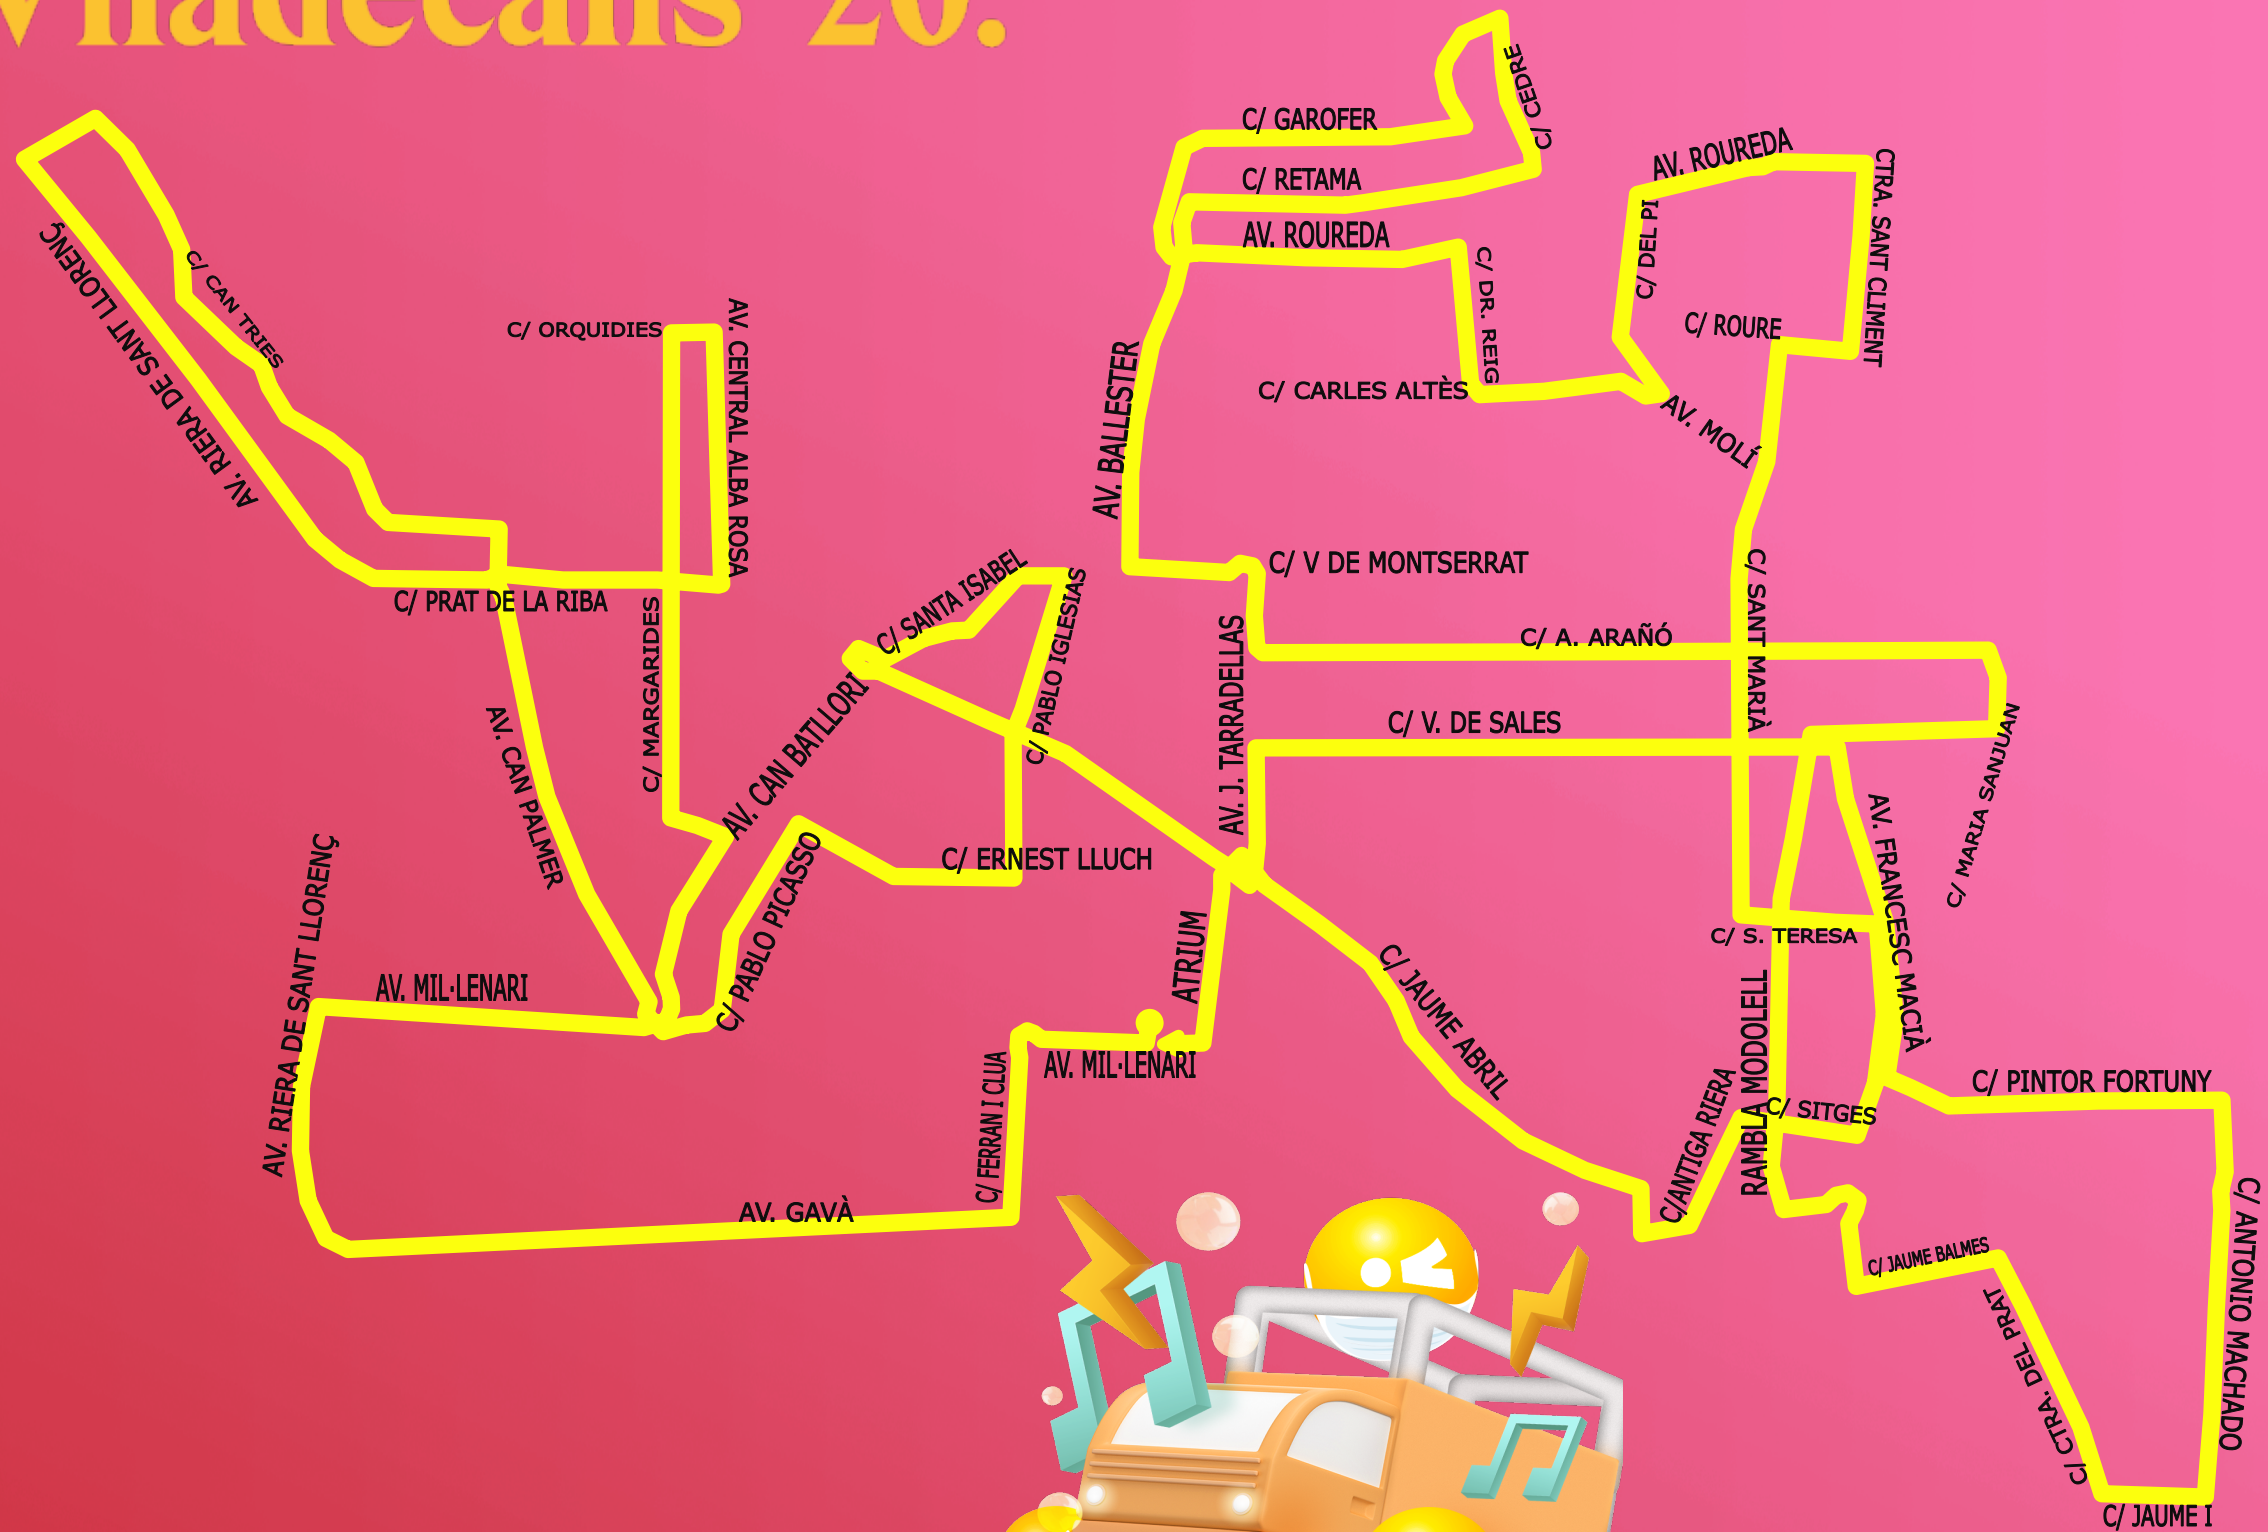 Viladecans 20.
C/ CEDRE
C/ GAROFER
AV. ROUREDA
CTRA. SANT CLIMENT
C/ RETAMA
AV. ROUREDA
C/ DEL PI
C/ DR. REIG
AV. RIERA DE SANT LLORENÇ
C/ CAN TRIES
C/ ORQUIDIES
AV. CENTRAL ALBA ROSA
C/ ROURE
AV. BALLESTER
C/ CARLES ALTÈS
AV. MOLÍ
C/ V DE MONTSERRAT
C/ SANT MARIÀ
C/ SANTA ISABEL
C/ PABLO IGLESIAS
C/ PRAT DE LA RIBA
C/ MARGARIDES
AV. J. TARRADELLAS
C/ A. ARAÑÓ
AV. CAN BATLLORI
AV. CAN PALMER
C/ V. DE SALES
C/ MARIA SANJUAN
AV. FRANCESC MACIÀ
C/ PABLO PICASSO
C/ ERNEST LLUCH
AV. RIERA DE SANT LLORENÇ
AV. MIL·LENARI
ATRIUM
C/ JAUME ABRIL
C/ S. TERESA
RAMBLA MODOLELL
AV. MIL·LENARI
C/ FERRAN I CLUA
C/ANTIGA RIERA
C/ SITGES
C/ PINTOR FORTUNY
AV. GAVÀ
C/ ANTONIO MACHADO
C/ JAUME BALMES
C/ CTRA. DEL PRAT
C/ JAUME I